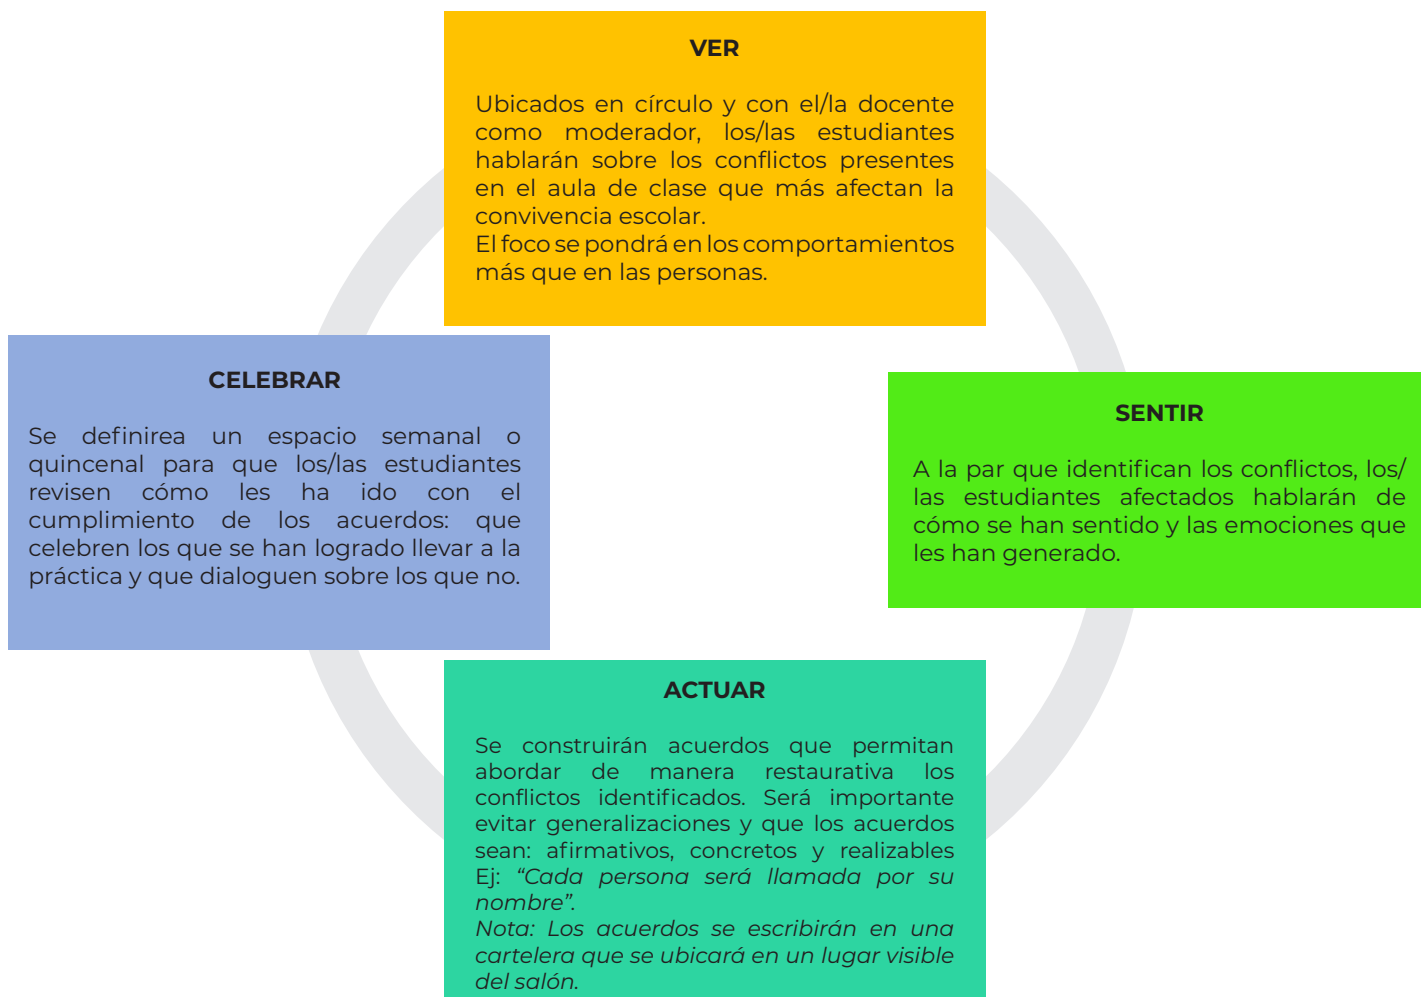 VER
Ubicados en círculo y con el/la docente
como moderador, los/las estudiantes
hablarán sobre los conflictos presentes
en el aula de clase que más afectan la
convivencia escolar.
El foco se pondrá en los comportamientos
más que en las personas.
SENTIR
A la par que identifican los conflictos, los/
las estudiantes afectados hablarán de
cómo se han sentido y las emociones que
les han generado.
ACTUAR
Se construirán acuerdos que permitan
abordar de manera restaurativa los
conflictos identificados. Será importante
evitar generalizaciones y que los acuerdos
sean: afirmativos, concretos y realizables
Ej: “Cada persona será llamada por su
nombre”.
Nota: Los acuerdos se escribirán en una
cartelera que se ubicará en un lugar visible
del salón.
CELEBRAR
Se definirea un espacio semanal o
quincenal para que los/las estudiantes
revisen cómo les ha ido con el
cumplimiento de los acuerdos: que
celebren los que se han logrado llevar a la
práctica y que dialoguen sobre los que no.